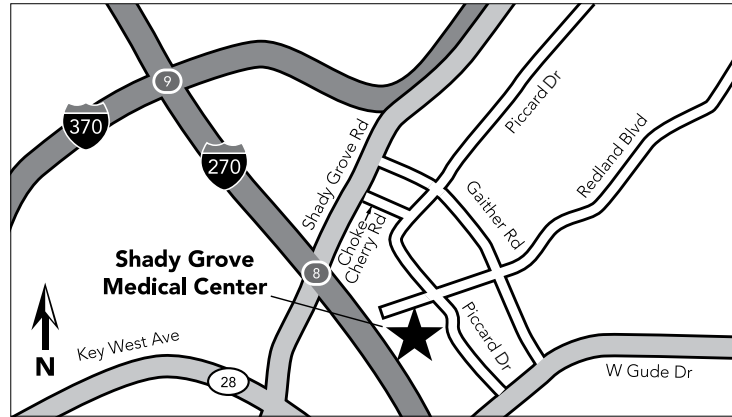 9
370
270
Piccard Dr
Redland Blvd
Shady Grove Rd
Gaither Rd
Choke
Cherry Rd
Shady Grove
Medical Center
8
N
Key West Ave
28
Piccard Dr
W Gude Dr